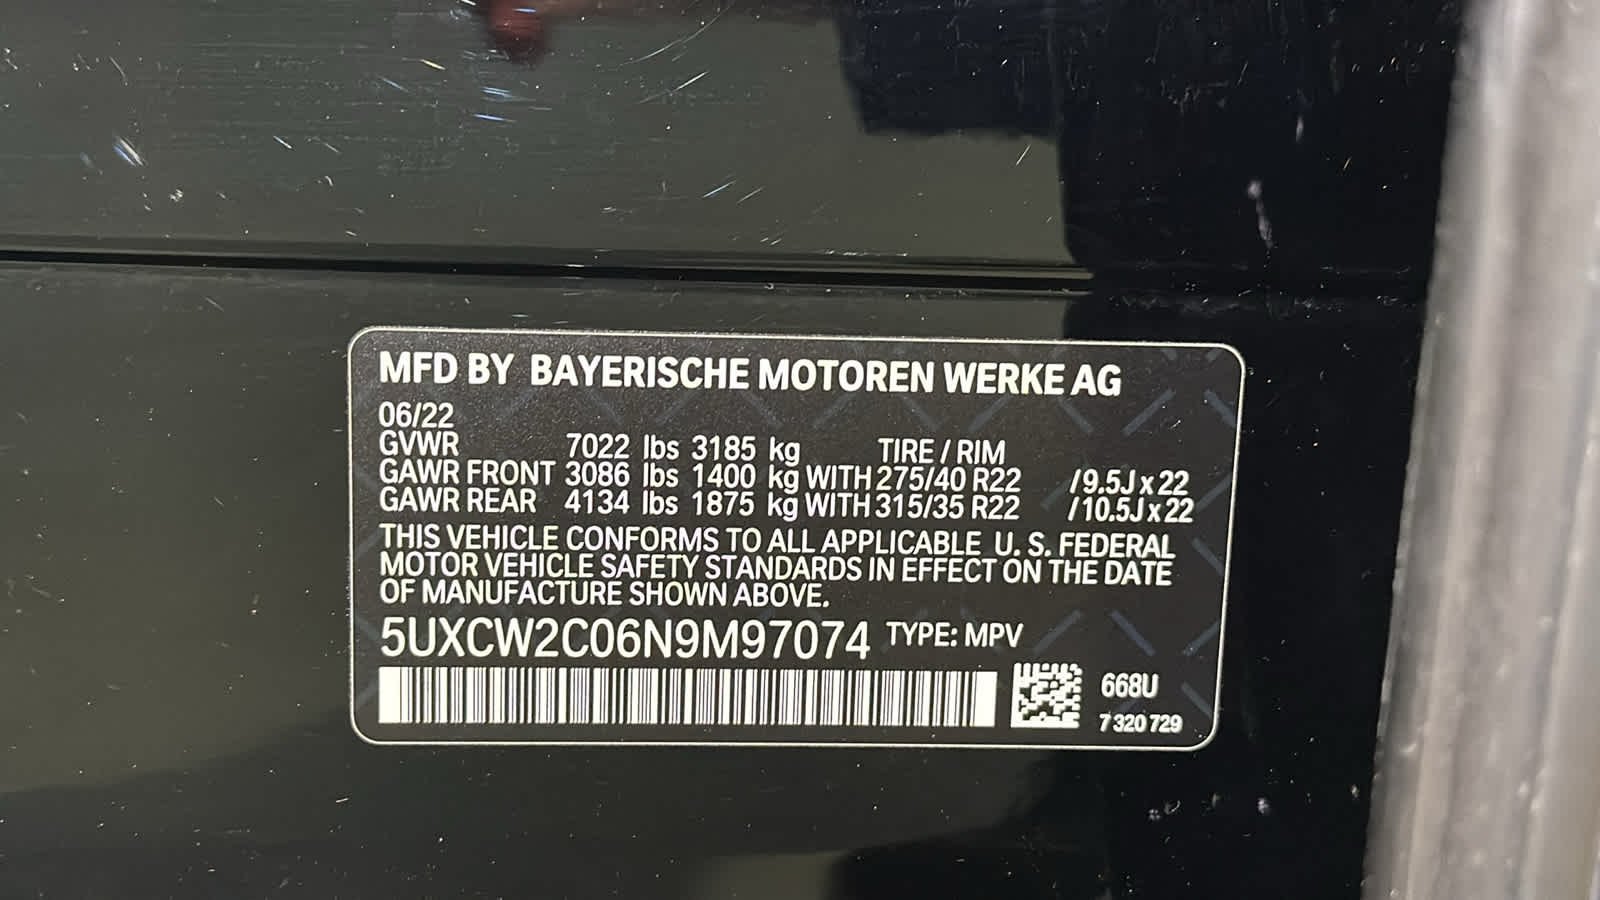 MFD BY BAYERISCHE MOTOREN WERKE AG
06/22
GVWR 7022 lbs 3185 kg TIRE / RIM
GAWR FRONT 3086 lbs 1400 kg WITH 275/40 R22 /9.5J x 22
GAWR REAR 4134 lbs 1875 kg WITH 315/35 R22 /10.5J x 22
THIS VEHICLE CONFORMS TO ALL APPLICABLE U. S. FEDERAL
MOTOR VEHICLE SAFETY STANDARDS IN EFFECT ON THE DATE
OF MANUFACTURE SHOWN ABOVE.
5UXCW2C06N9M97074 TYPE: MPV
668U
7 320 729